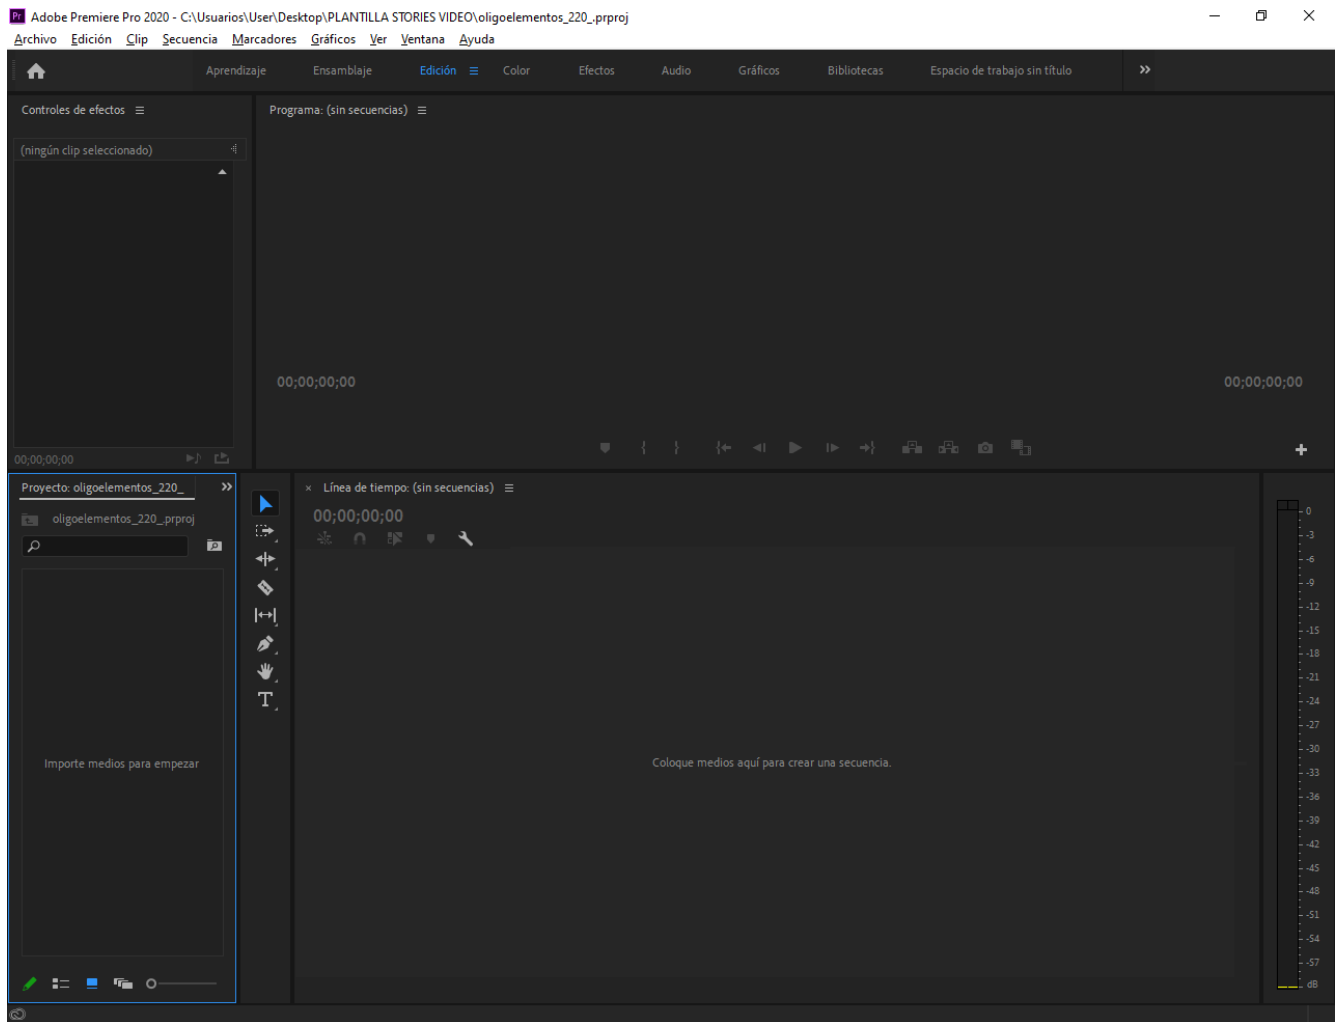 Pr Adobe Premiere Pro 2020 - C:\Usuarios\User\Desktop\PLANTILLA STORIES VIDEO\oligoelementos_220_.prproj
Archivo Edición Clip Secuencia Marcadores Gráficos Ver Ventana Ayuda
Aprendizaje Ensamblaje Edición Color Efectos Audio Gráficos Bibliotecas Espacio de trabajo sin título
Controles de efectos
Programa: (sin secuencias)
(ningún clip seleccionado)
00;00;00;00
00;00;00;00
00;00;00;00
Proyecto: oligoelementos_220_
oligoelementos_220_.prproj
Importe medios para empezar
× Línea de tiempo: (sin secuencias)
00;00;00;00
Coloque medios aquí para crear una secuencia.
0
-3
-6
-9
-12
-15
-18
-21
-24
-27
-30
-33
-36
-39
-42
-45
-48
-51
-54
-57
dB